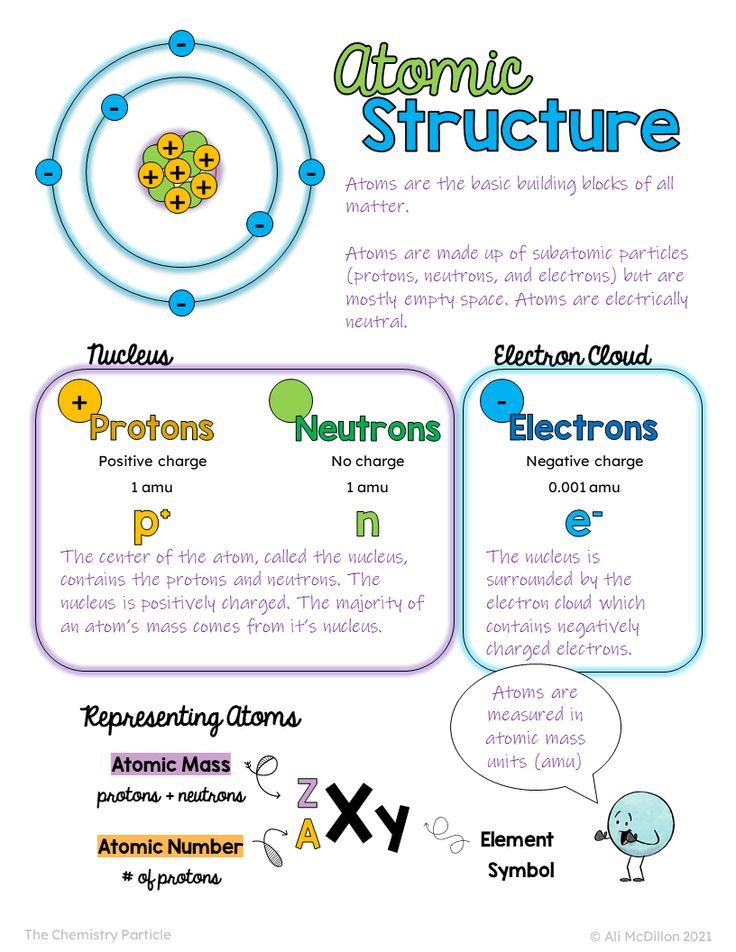 Atomic
Structure
-
-
-
-
-
-
+
+
+
+
+
+
Atoms are the basic building blocks of all
matter.
Atoms are made up of subatomic particles
(protons, neutrons, and electrons) but are
mostly empty space. Atoms are electrically
neutral.
Nucleus
+
Protons
Positive charge
1 amu
p+
Neutrons
No charge
1 amu
n
The center of the atom, called the nucleus,
contains the protons and neutrons. The
nucleus is positively charged. The majority of
an atom's mass comes from it's nucleus.
Electron Cloud
-
Electrons
Negative charge
0.001 amu
e-
The nucleus is
surrounded by the
electron cloud which
contains negatively
charged electrons.
Atoms are
measured in
atomic mass
units (amu)
Representing Atoms
Atomic Mass
protons + neutrons
Atomic Number
# of protons
Z
A
Xy
Element
Symbol
The Chemistry Particle
© Ali McDillon 2021